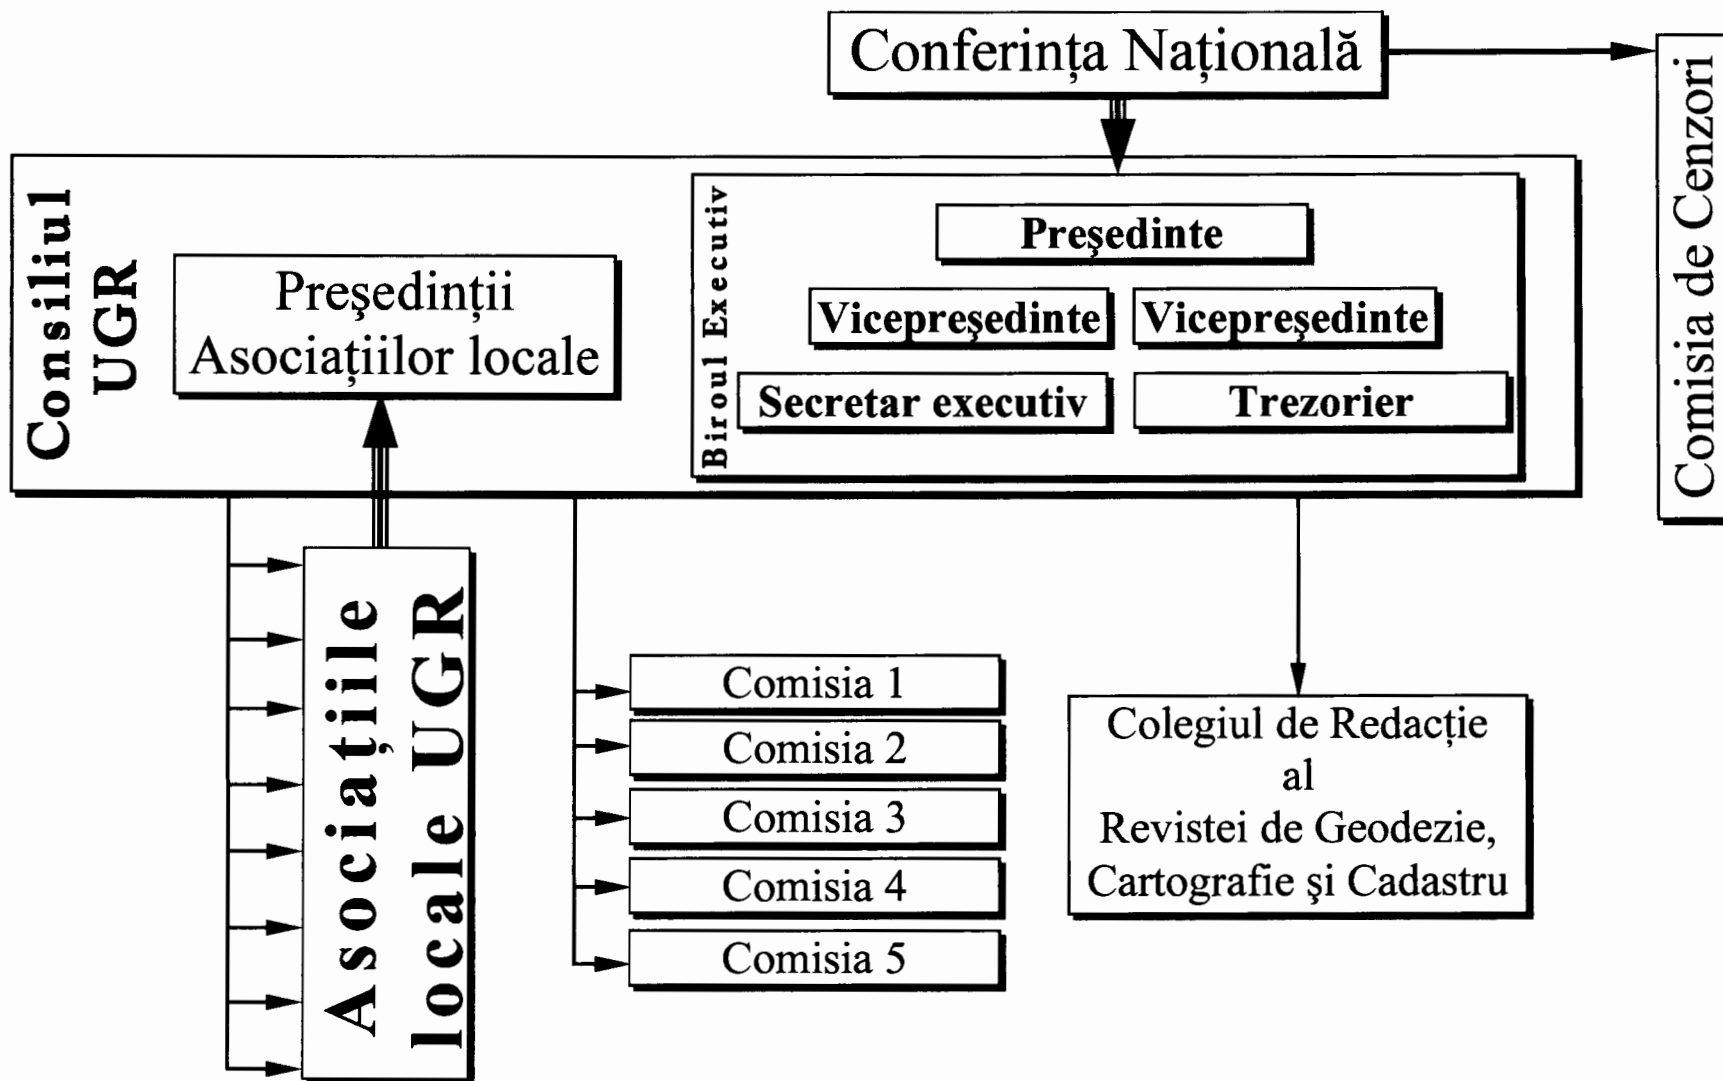 Conferința Națională
Comisia de Cenzori
Consiliul
UGR
Președinții
Asociațiilor locale
Biroul Executiv
Președinte
Vicepreședinte
Vicepreședinte
Secretar executiv
Trezorier
Asociațiile
locale UGR
Comisia 1
Comisia 2
Comisia 3
Comisia 4
Comisia 5
Colegiul de Redacție
al
Revistei de Geodezie,
Cartografie și Cadastru